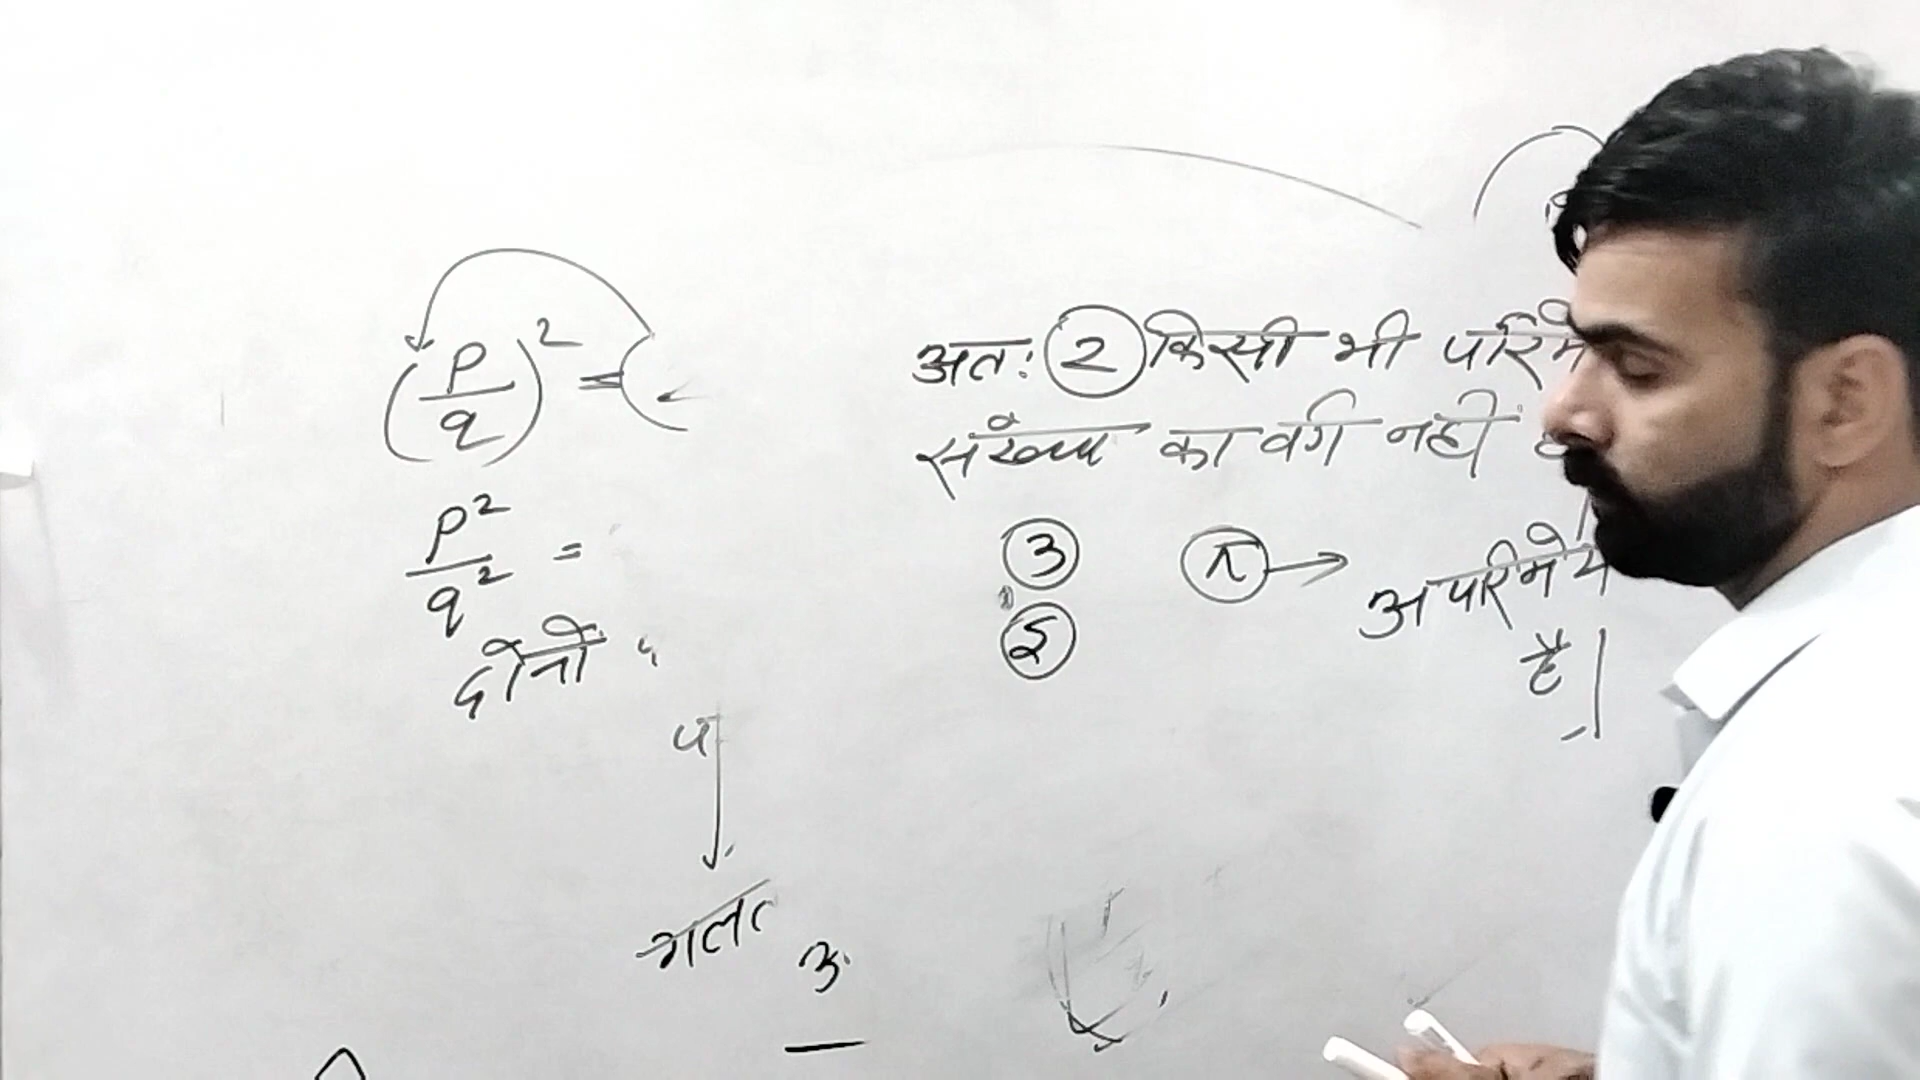 (p/q)² = (
p²/q² =
दोनो
प
गलत
अतः 2 किसी भी परिमे
संख्या का वर्ग नही
3 π → अपरिमेय
5
है।